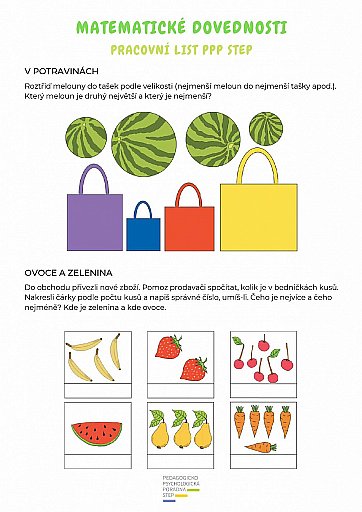 MATEMATICKÉ DOVEDNOSTI
PRACOVNÍ LIST PPP STEP
V POTRAVINÁCH
Roztřiď melouny do tašek podle velikosti (nejmenší meloun do nejmenší tašky apod.).
Který meloun je druhý největší a který je nejmenší?
OVOCE A ZELENINA
Do obchodu přivezli nové zboží. Pomoz prodavači spočítat, kolik je v bedničkách kusů.
Nakresli čárky podle počtu kusů a napiš správné číslo, umíš-li. Čeho je nejvíce a čeho
nejméně? Kde je zelenina a kde ovoce.
PEDAGOGICKO
PSYCHOLOGICKÁ
PORADNA
STEP